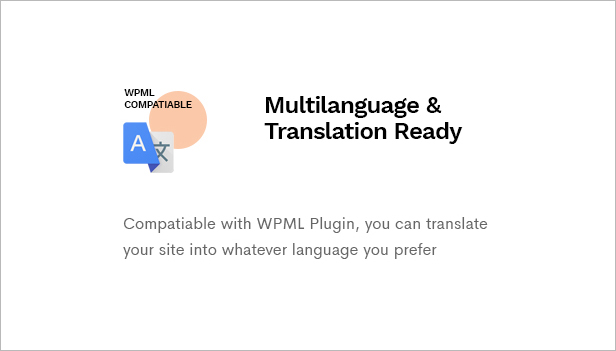 WPML
COMPATIABLE
A 文
Multilanguage &
Translation Ready
Compatiable with WPML Plugin, you can translate
your site into whatever language you prefer